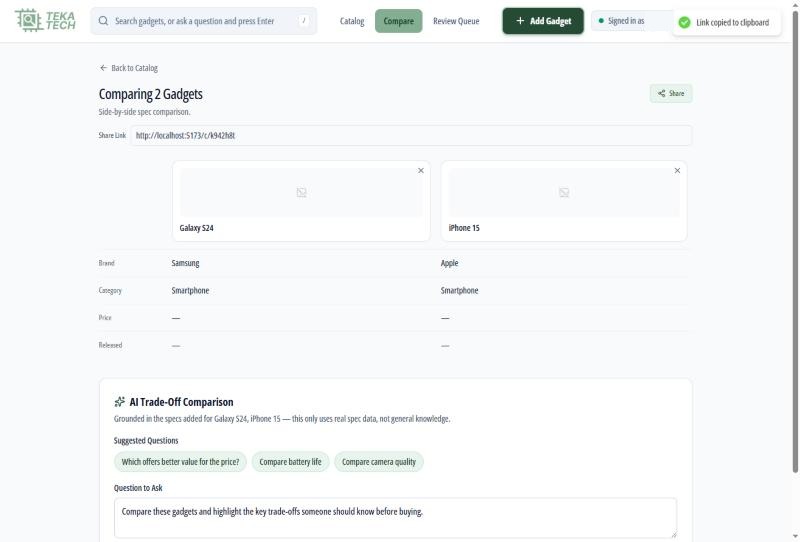 TEKA TECH
Search gadgets, or ask a question and press Enter /
Catalog
Compare
Review Queue
+ Add Gadget
Signed in as
Link copied to clipboard
← Back to Catalog
Comparing 2 Gadgets
Share
Side-by-side spec comparison.
Share Link http://localhost:5173/c/k942h8t
Galaxy S24
iPhone 15
Brand Samsung Apple
Category Smartphone Smartphone
Price — —
Released — —
AI Trade-Off Comparison
Grounded in the specs added for Galaxy S24, iPhone 15 — this only uses real spec data, not general knowledge.
Suggested Questions
Which offers better value for the price? Compare battery life Compare camera quality
Question to Ask
Compare these gadgets and highlight the key trade-offs someone should know before buying.